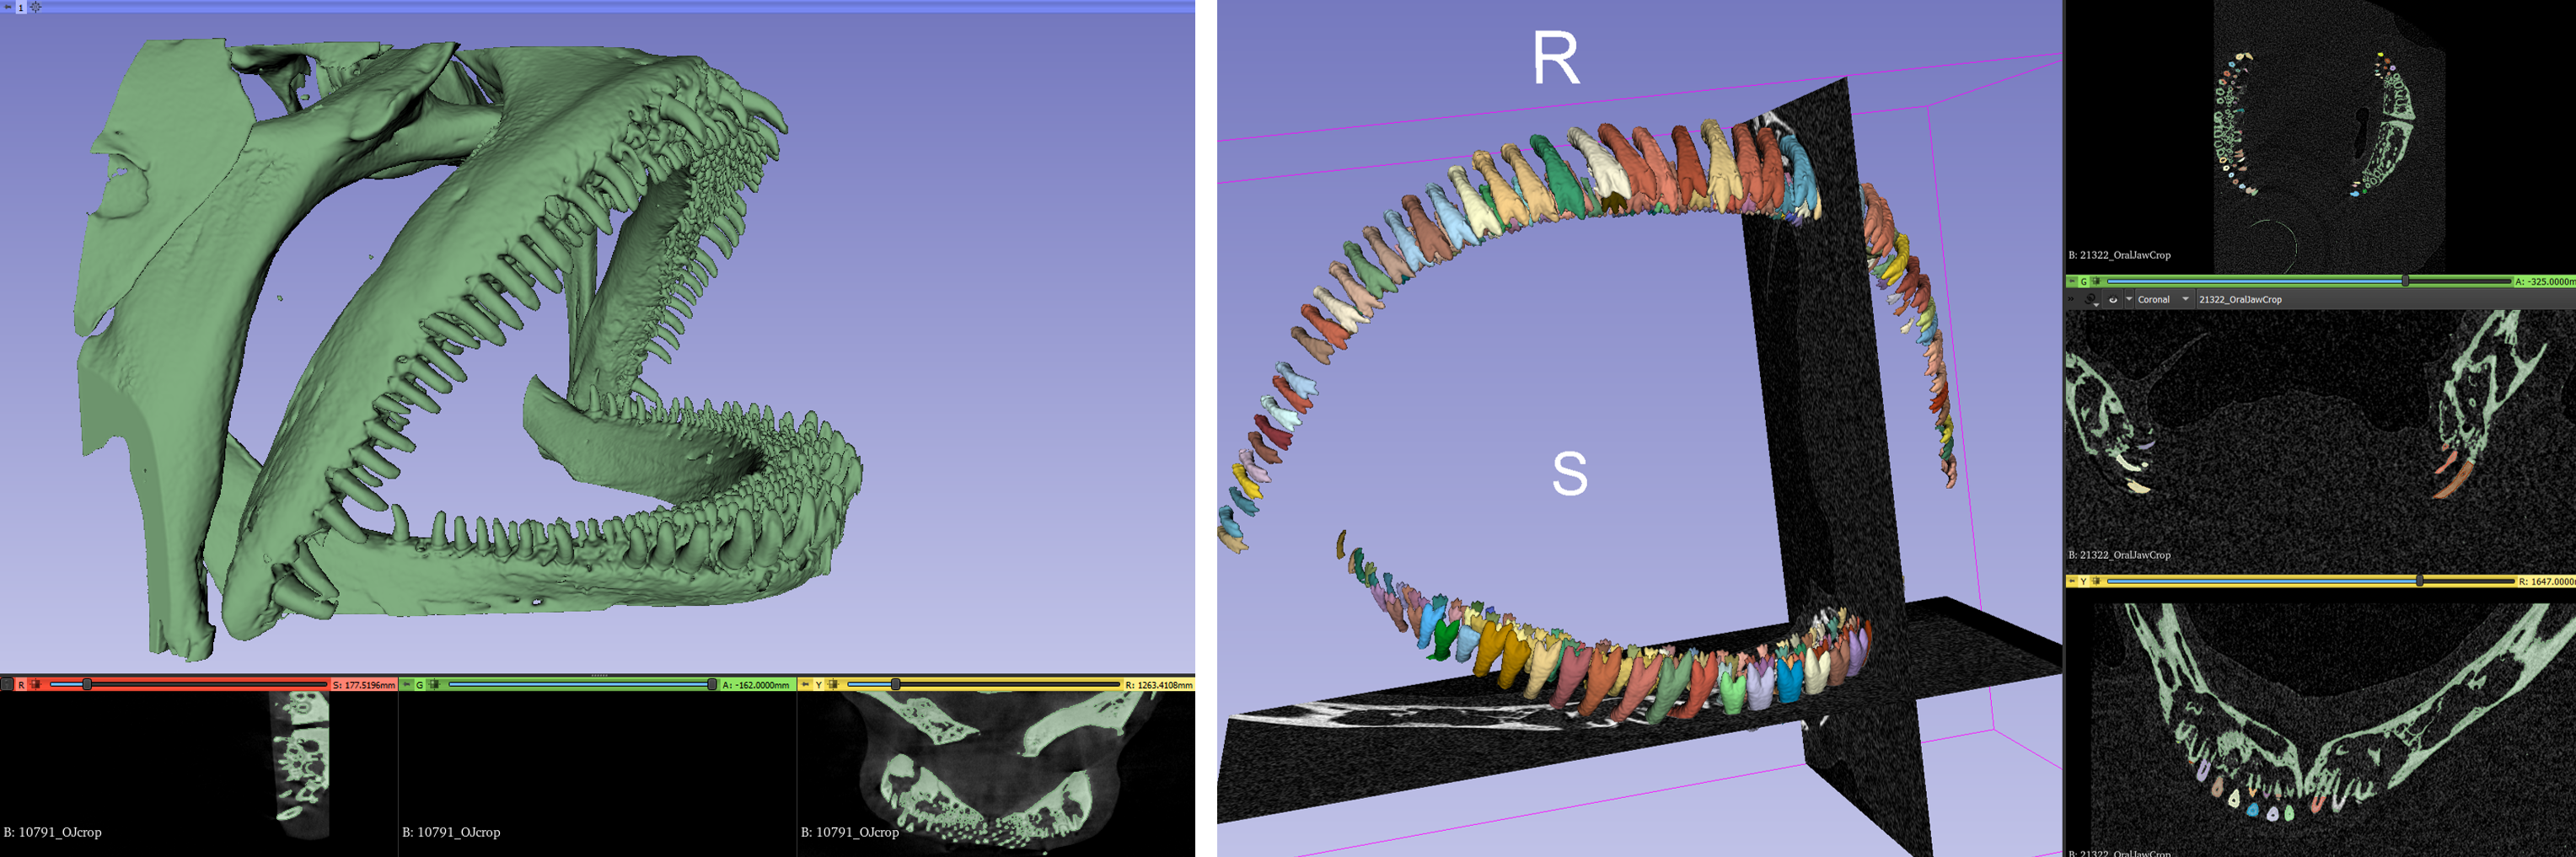 1
R S: 177.5196mm
G A: -162.0000mm
Y R: 1263.4108mm
B: 10791_OJcrop
B: 10791_OJcrop
B: 10791_OJcrop
R
S
B: 21322_OralJawCrop
G A: -325.0000m
Coronal 21322_OralJawCrop
B: 21322_OralJawCrop
Y R: 1647.0000
B: 21322_OralJawCrop